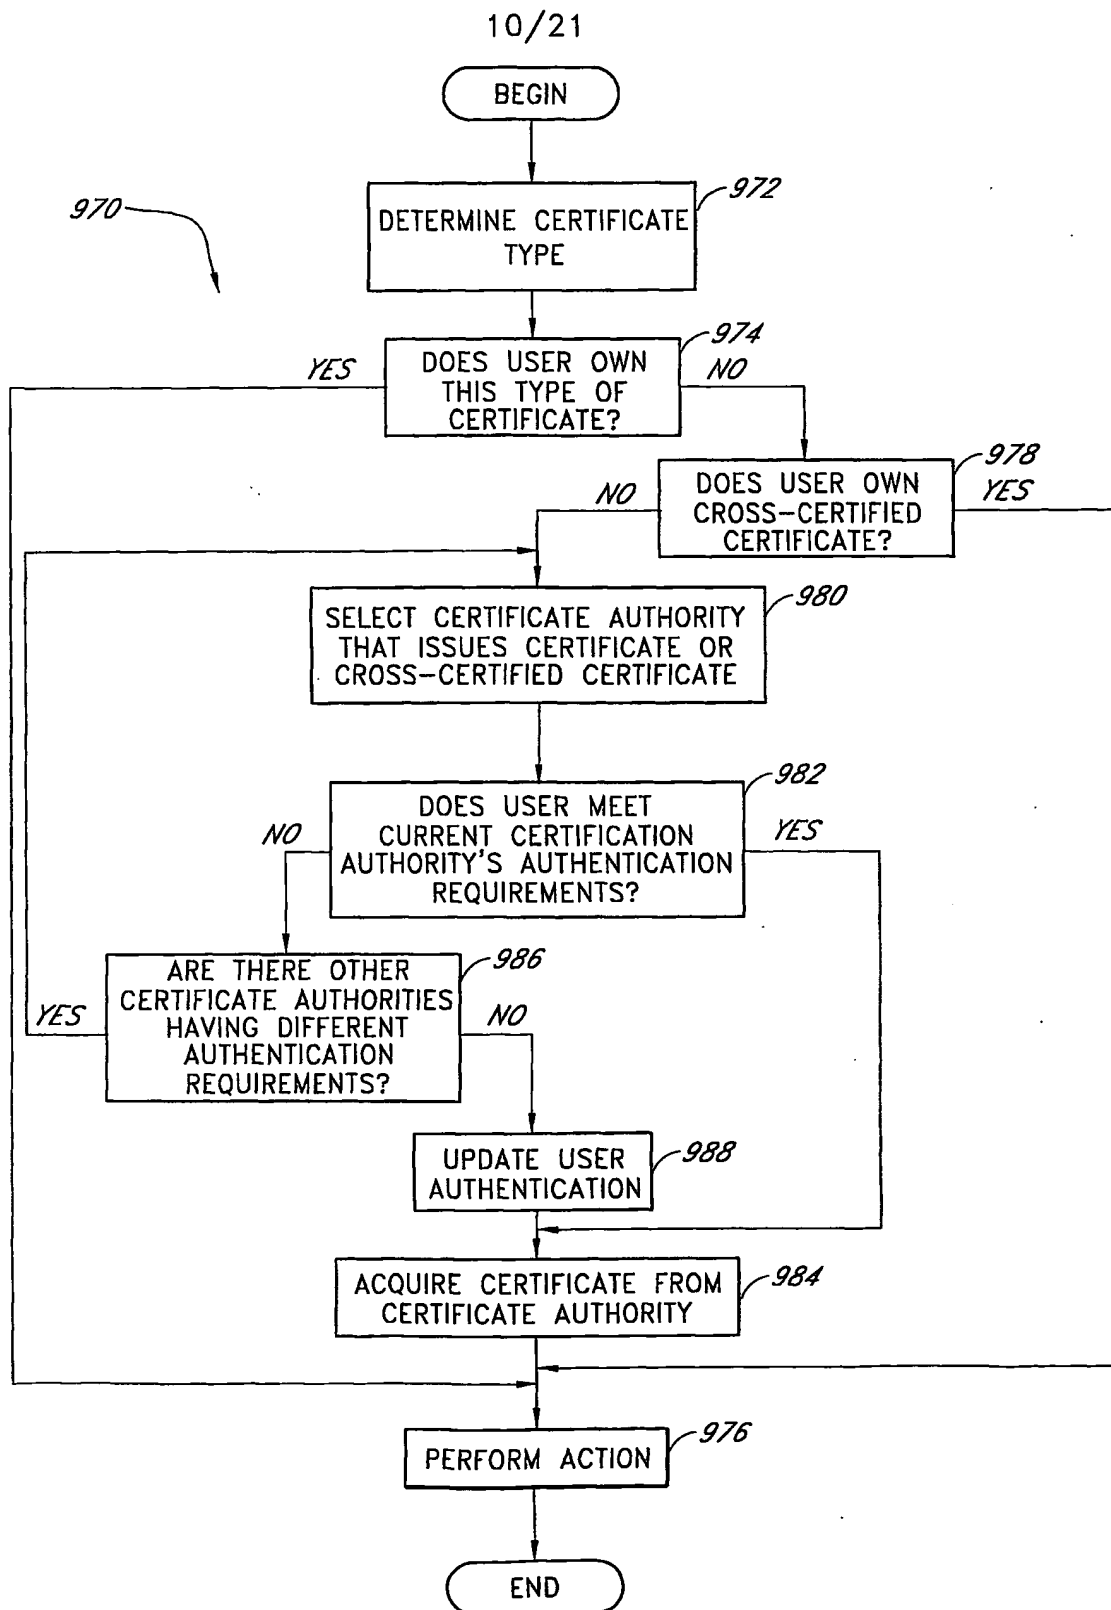 10/21
BEGIN
970
972
DETERMINE CERTIFICATE
TYPE
974
YES
DOES USER OWN
THIS TYPE OF
CERTIFICATE?
NO
978
NO
DOES USER OWN
CROSS-CERTIFIED
CERTIFICATE?
YES
980
SELECT CERTIFICATE AUTHORITY
THAT ISSUES CERTIFICATE OR
CROSS-CERTIFIED CERTIFICATE
982
NO
DOES USER MEET
CURRENT CERTIFICATION
AUTHORITY'S AUTHENTICATION
REQUIREMENTS?
YES
986
YES
ARE THERE OTHER
CERTIFICATE AUTHORITIES
HAVING DIFFERENT
AUTHENTICATION
REQUIREMENTS?
NO
UPDATE USER
AUTHENTICATION
988
ACQUIRE CERTIFICATE FROM
CERTIFICATE AUTHORITY
984
PERFORM ACTION
976
END